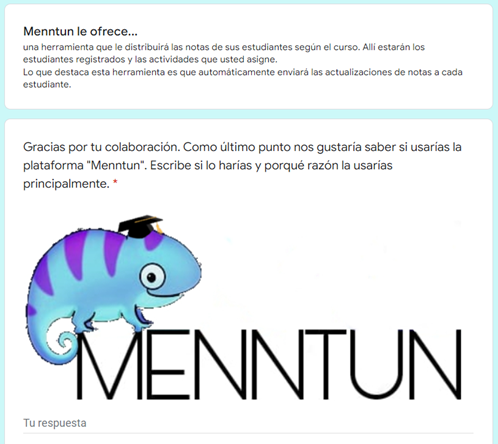 Menntun le ofrece...
una herramienta que le distribuirá las notas de sus estudiantes según el curso. Allí estarán los
estudiantes registrados y las actividades que usted asigne.
Lo que destaca esta herramienta es que automáticamente enviará las actualizaciones de notas a cada
estudiante.
Gracias por tu colaboración. Como último punto nos gustaría saber si usarías la
plataforma "Menntun". Escribe si lo harías y porqué razón la usarías
principalmente. *
MENNTUN
Tu respuesta